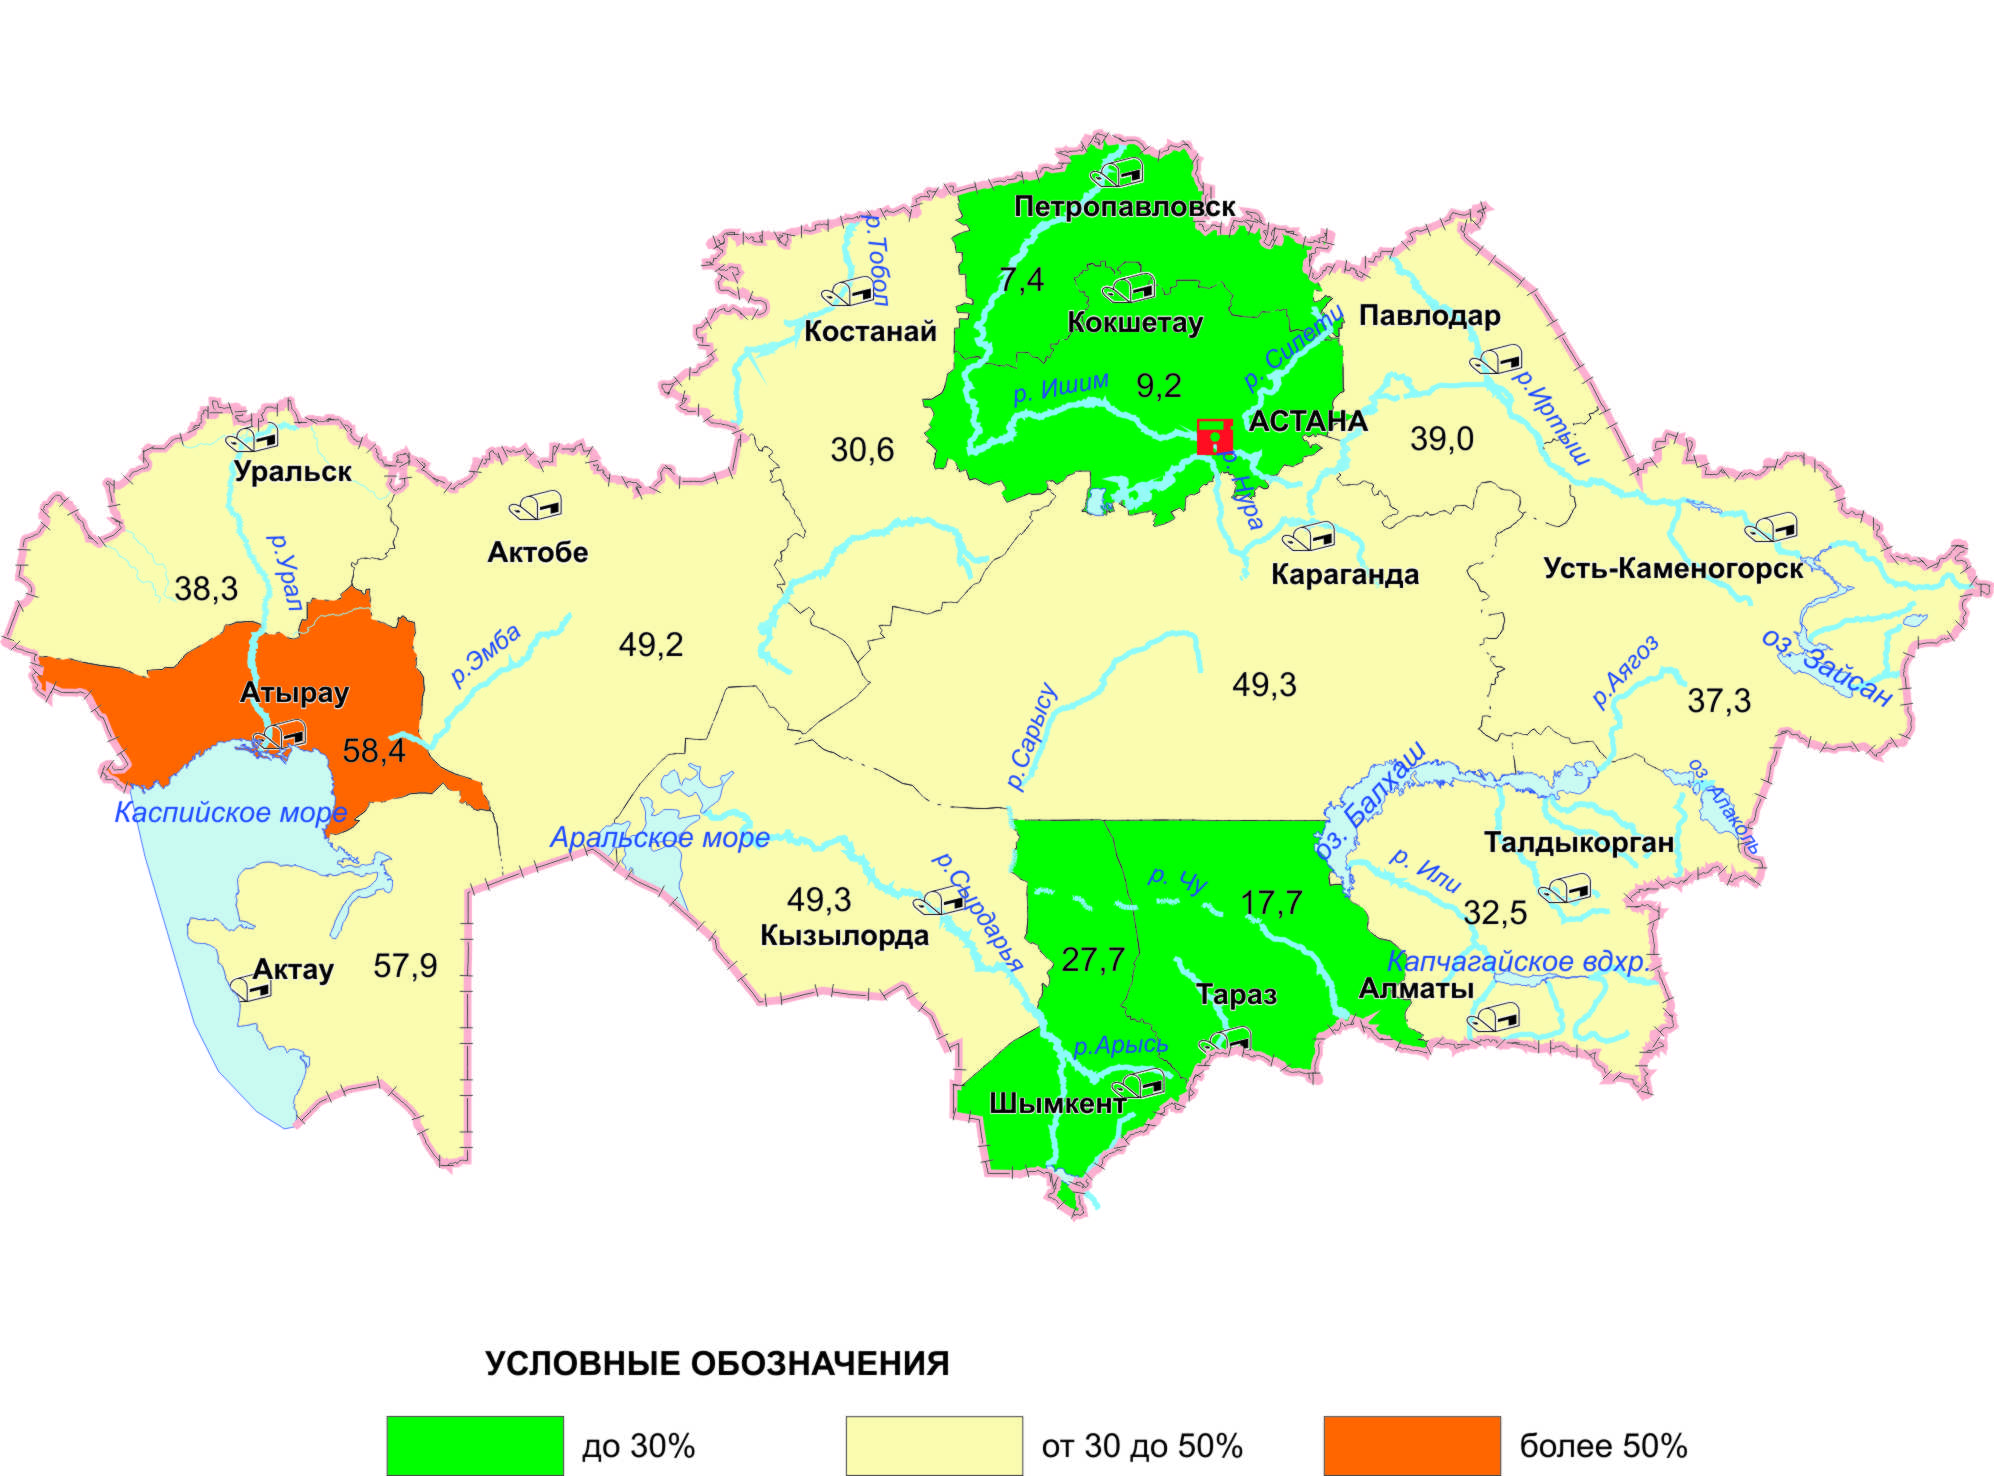 Петропавловск
р.Тобол
7,4
Костанай
Кокшетау
р. Силети
Павлодар
р. Ишим
9,2
р.Иртыш
АСТАНА
30,6
39,0
Уральск
р. Нура
Актобе
Караганда
Усть-Каменогорск
38,3
р.Урал
49,2
р.Эмба
оз. Зайсан
р.Аягоз
49,3
37,3
Атырау
58,4
р.Сарысу
оз. Балхаш
оз. Алаколь
Каспийское море
Аральское море
Талдыкорган
р.Сырдарья
р. Чу
р. Или
49,3
17,7
32,5
Кызылорда
27,7
Капчагайское вдхр.
Актау
57,9
Тараз
Алматы
р.Арысь
Шымкент
УСЛОВНЫЕ ОБОЗНАЧЕНИЯ
до 30%
от 30 до 50%
более 50%